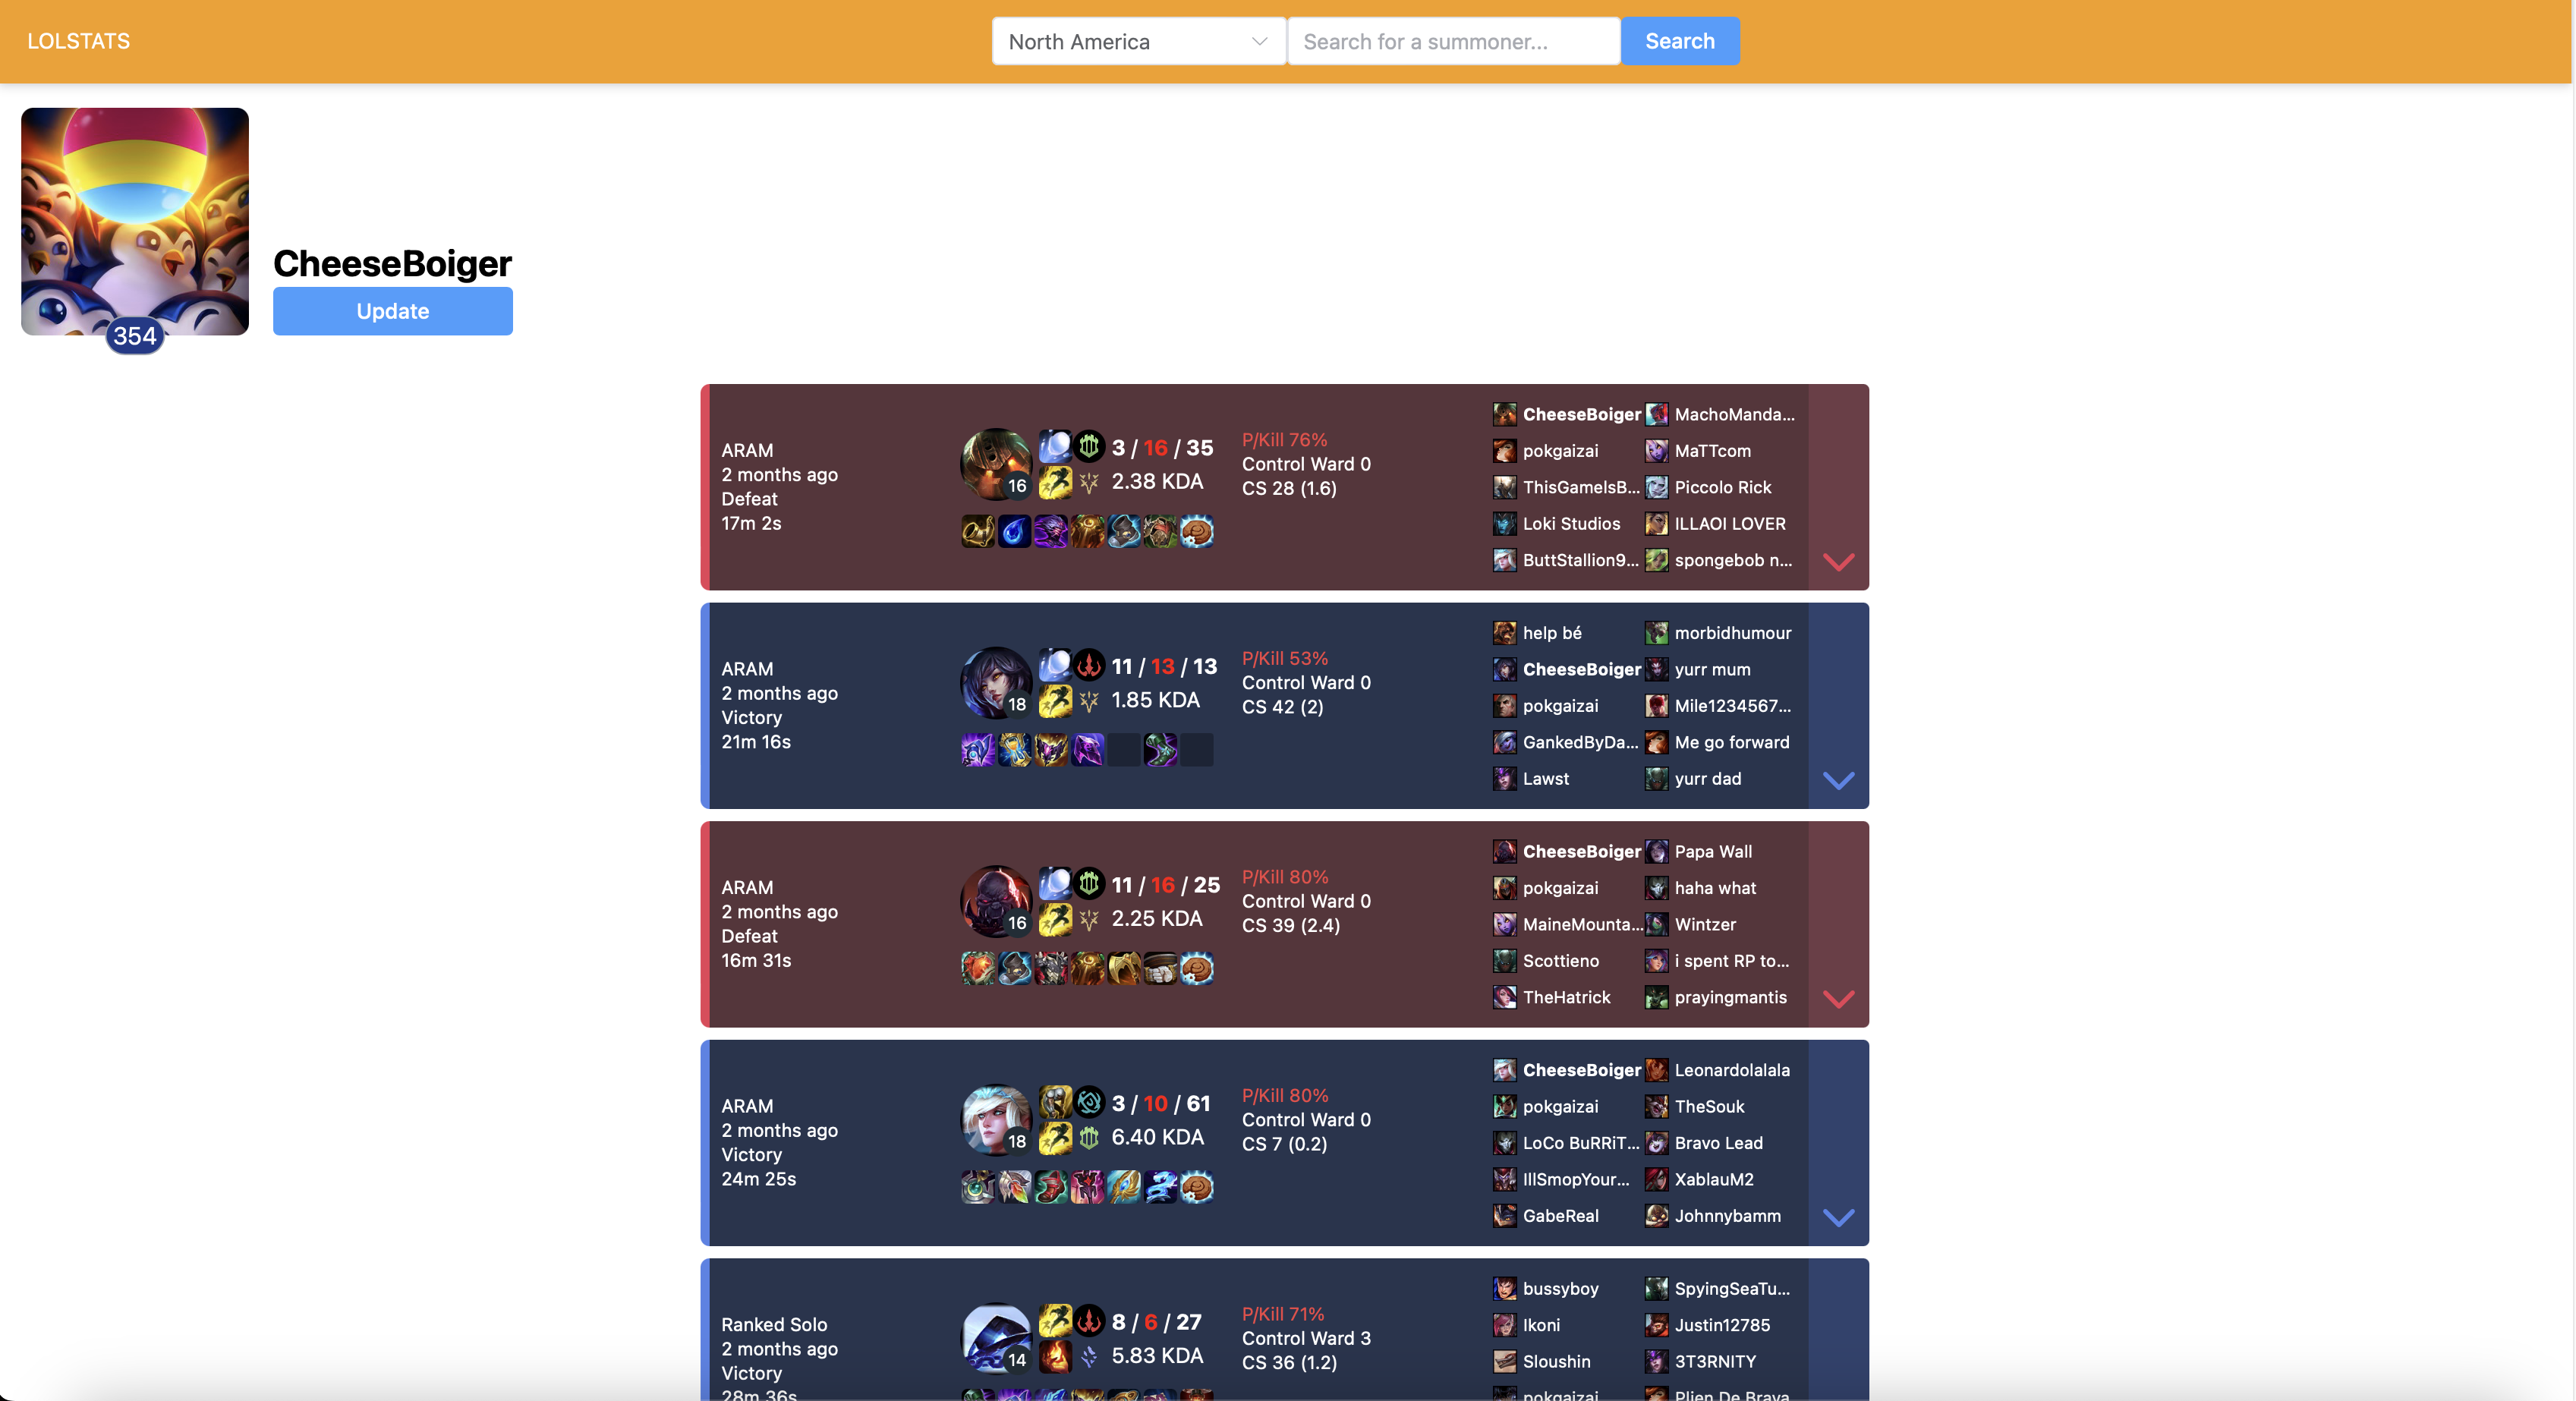 LOLSTATS
North America
Search for a summoner...
Search
354
CheeseBoiger
Update
ARAM
2 months ago
Defeat
17m 2s
16
3 / 16 / 35
2.38 KDA
P/Kill 76%
Control Ward 0
CS 28 (1.6)
CheeseBoiger MachoManda...
pokgaizai MaTTcom
ThisGameIsB... Piccolo Rick
Loki Studios ILLAOI LOVER
ButtStallion9... spongebob n...
ARAM
2 months ago
Victory
21m 16s
18
11 / 13 / 13
1.85 KDA
P/Kill 53%
Control Ward 0
CS 42 (2)
help bé morbidhumour
CheeseBoiger yurr mum
pokgaizai Mile1234567...
GankedByDa... Me go forward
Lawst yurr dad
ARAM
2 months ago
Defeat
16m 31s
16
11 / 16 / 25
2.25 KDA
P/Kill 80%
Control Ward 0
CS 39 (2.4)
CheeseBoiger Papa Wall
pokgaizai haha what
MaineMounta... Wintzer
Scottieno i spent RP to...
TheHatrick prayingmantis
ARAM
2 months ago
Victory
24m 25s
18
3 / 10 / 61
6.40 KDA
P/Kill 80%
Control Ward 0
CS 7 (0.2)
CheeseBoiger Leonardolalala
pokgaizai TheSouk
LoCo BuRRiT... Bravo Lead
IllSmopYour... XablauM2
GabeReal Johnnybamm
Ranked Solo
2 months ago
Victory
28m 36s
14
8 / 6 / 27
5.83 KDA
P/Kill 71%
Control Ward 3
CS 36 (1.2)
bussyboy SpyingSeaTu...
Ikoni Justin12785
Sloushin 3T3RNITY
pokgaizai Plien De Brava